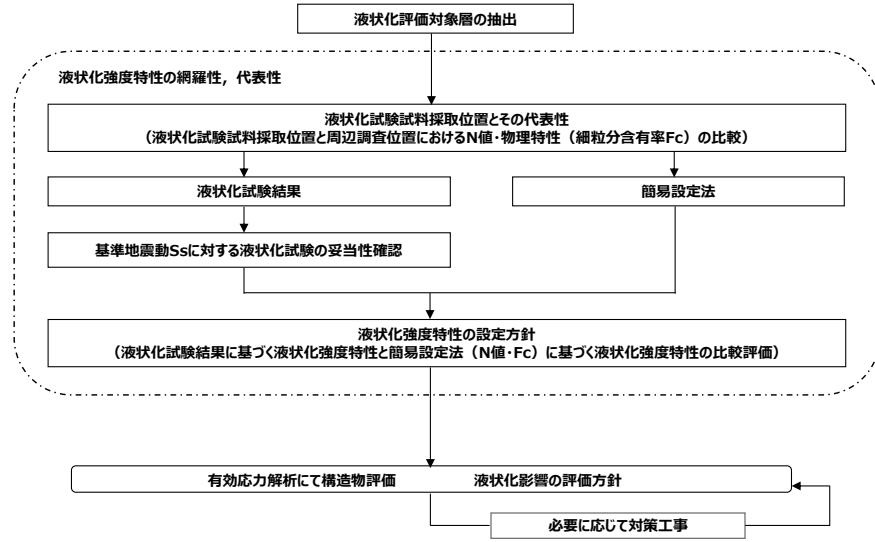 液状化評価対象層の抽出
液状化強度特性の網羅性，代表性
液状化試験試料採取位置とその代表性
（液状化試験試料採取位置と周辺調査位置におけるN値・物理特性（細粒分含有率Fc）の比較）
液状化試験結果
簡易設定法
基準地震動Ssに対する液状化試験の妥当性確認
液状化強度特性の設定方針
（液状化試験結果に基づく液状化強度特性と簡易設定法（N値・Fc）に基づく液状化強度特性の比較評価）
有効応力解析にて構造物評価 液状化影響の評価方針
必要に応じて対策工事